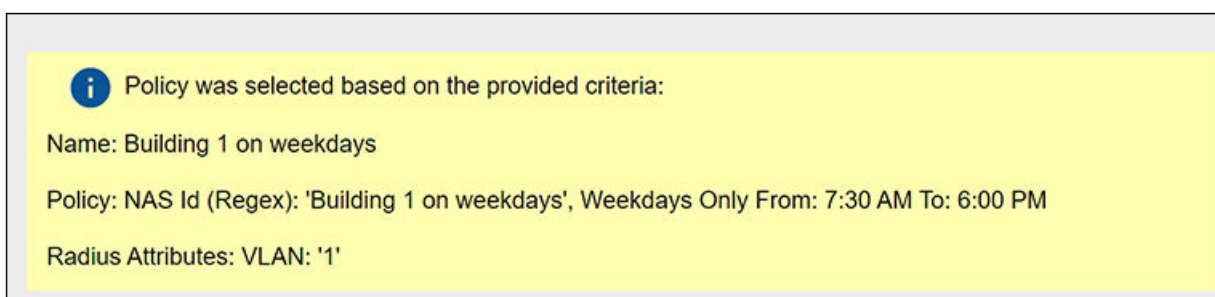 Policy was selected based on the provided criteria:
Name: Building 1 on weekdays
Policy: NAS Id (Regex): 'Building 1 on weekdays', Weekdays Only From: 7:30 AM To: 6:00 PM
Radius Attributes: VLAN: '1'